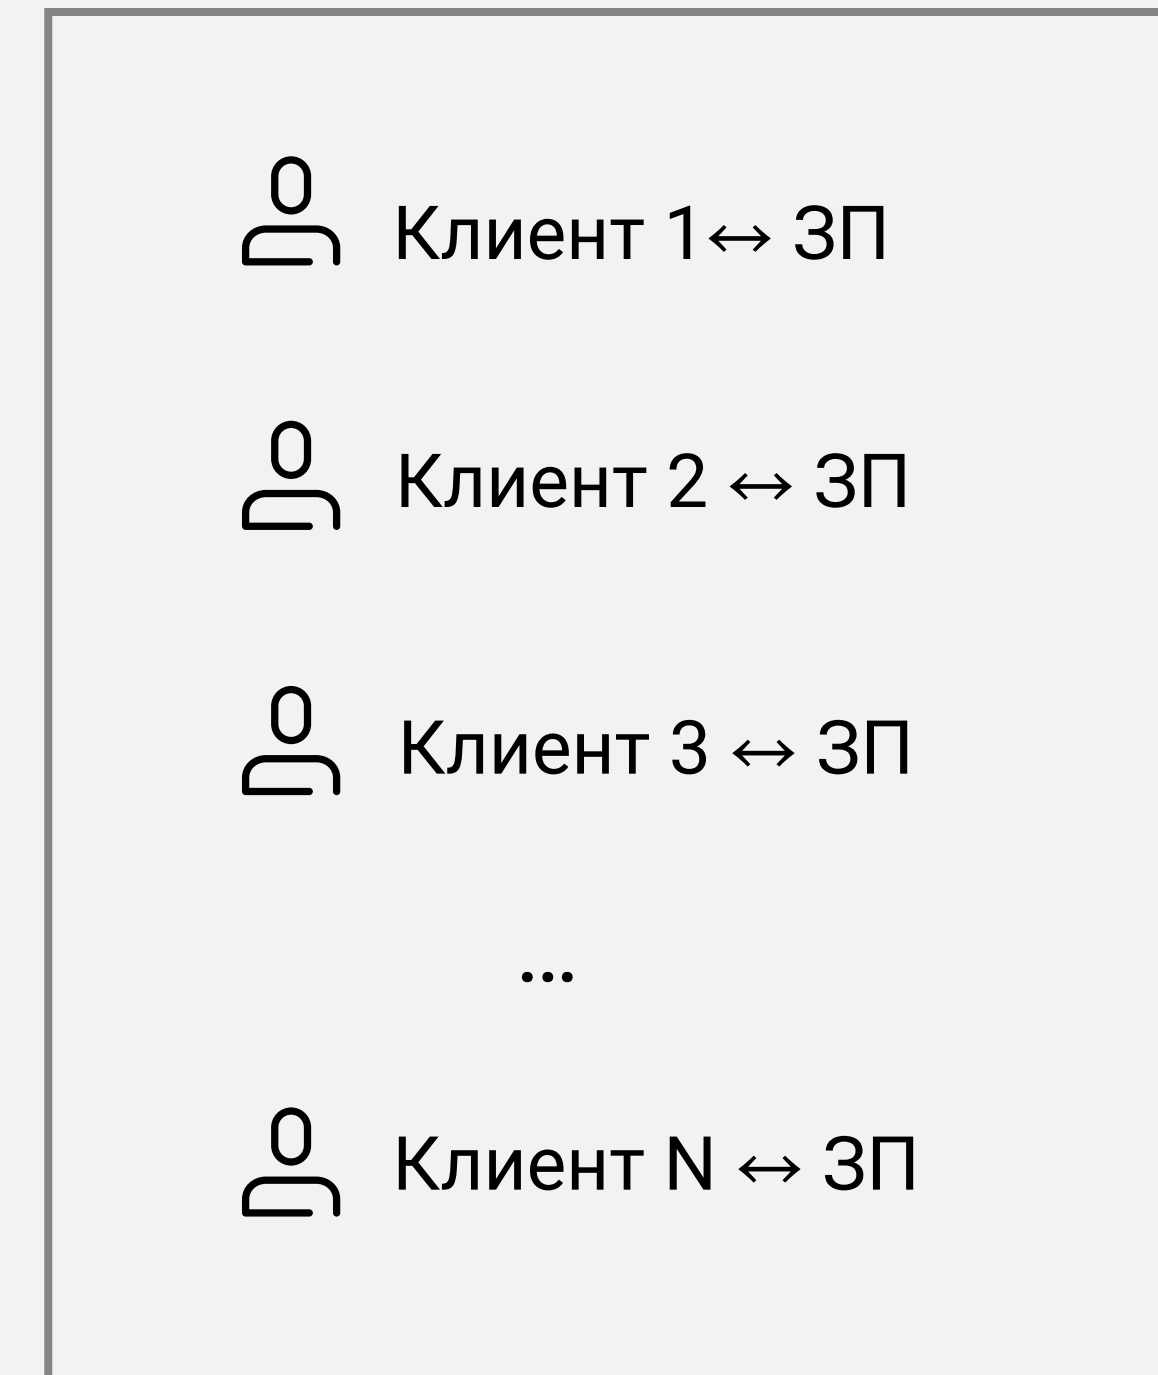 Клиент 1↔ ЗП
Клиент 2 ↔ ЗП
Клиент 3 ↔ ЗП
...
Клиент N ↔ ЗП